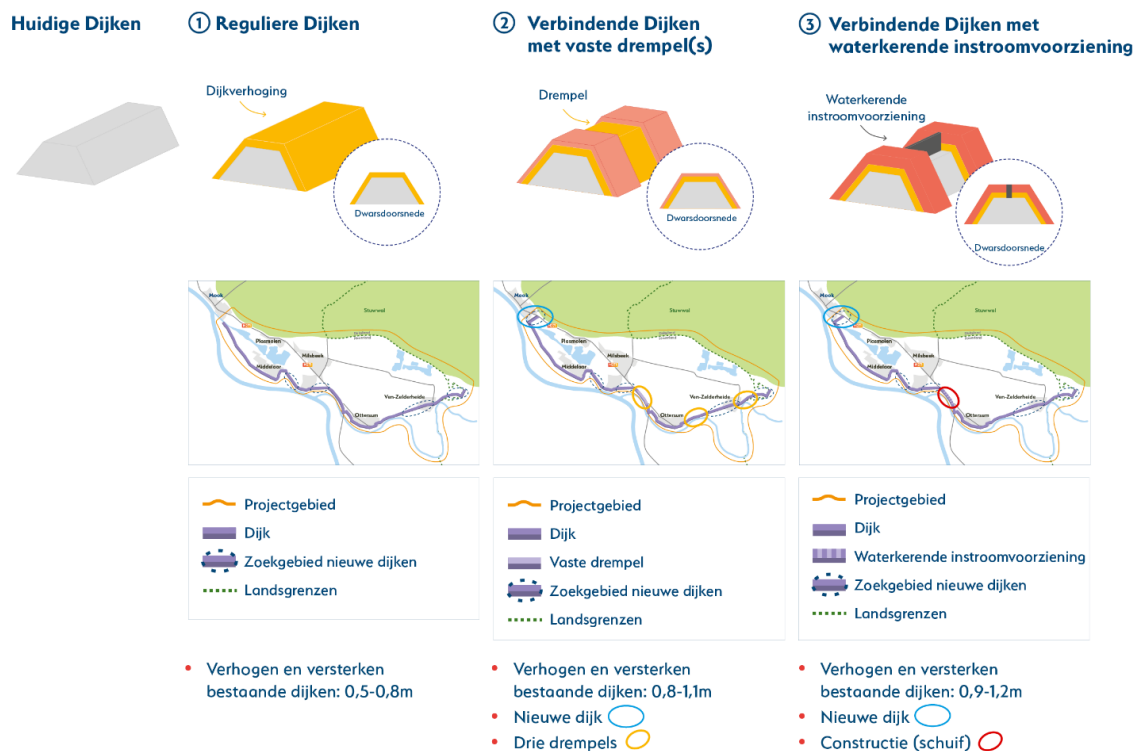 Huidige Dijken
1 Reguliere Dijken
2 Verbindende Dijken
met vaste drempel(s)
3 Verbindende Dijken met
waterkerende instroomvoorziening
Dijkverhoging
Dwarsdoorsnede
Drempel
Dwarsdoorsnede
Waterkerende
instroomvoorziening
Dwarsdoorsnede
Mook
Stuwwal
Plasmolen
Milsbeek
Middelaar
Ven-Zelderheide
Ottersum
Mook
Stuwwal
Plasmolen
Milsbeek
Middelaar
Ven-Zelderheide
Ottersum
Mook
Stuwwal
Plasmolen
Milsbeek
Middelaar
Ven-Zelderheide
Ottersum
Projectgebied
Dijk
Zoekgebied nieuwe dijken
Landsgrenzen
Projectgebied
Dijk
Vaste drempel
Zoekgebied nieuwe dijken
Landsgrenzen
Projectgebied
Dijk
Waterkerende instroomvoorziening
Zoekgebied nieuwe dijken
Landsgrenzen
• Verhogen en versterken
bestaande dijken: 0,5-0,8m
• Verhogen en versterken
bestaande dijken: 0,8-1,1m
• Nieuwe dijk
• Drie drempels
• Verhogen en versterken
bestaande dijken: 0,9-1,2m
• Nieuwe dijk
• Constructie (schuif)